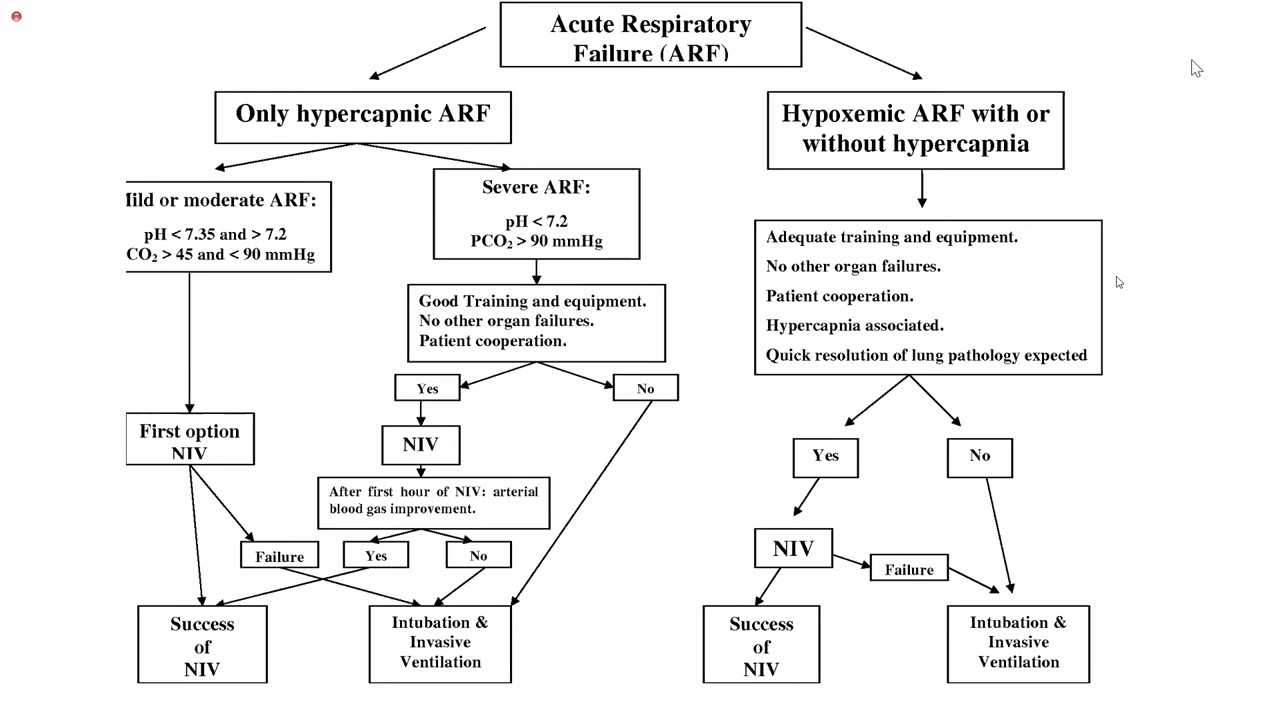 Acute Respiratory
Failure (ARF)
Only hypercapnic ARF
Hypoxemic ARF with or
without hypercapnia
ild or moderate ARF:
pH < 7.35 and > 7.2
CO₂ > 45 and < 90 mmHg
Severe ARF:
pH < 7.2
PCO₂ > 90 mmHg
Good Training and equipment.
No other organ failures.
Patient cooperation.
Adequate training and equipment.
No other organ failures.
Patient cooperation.
Hypercapnia associated.
Quick resolution of lung pathology expected
Yes
No
First option
NIV
NIV
After first hour of NIV: arterial
blood gas improvement.
Failure
Yes
No
Yes
No
NIV
Failure
Success
of
NIV
Intubation &
Invasive
Ventilation
Success
of
NIV
Intubation &
Invasive
Ventilation